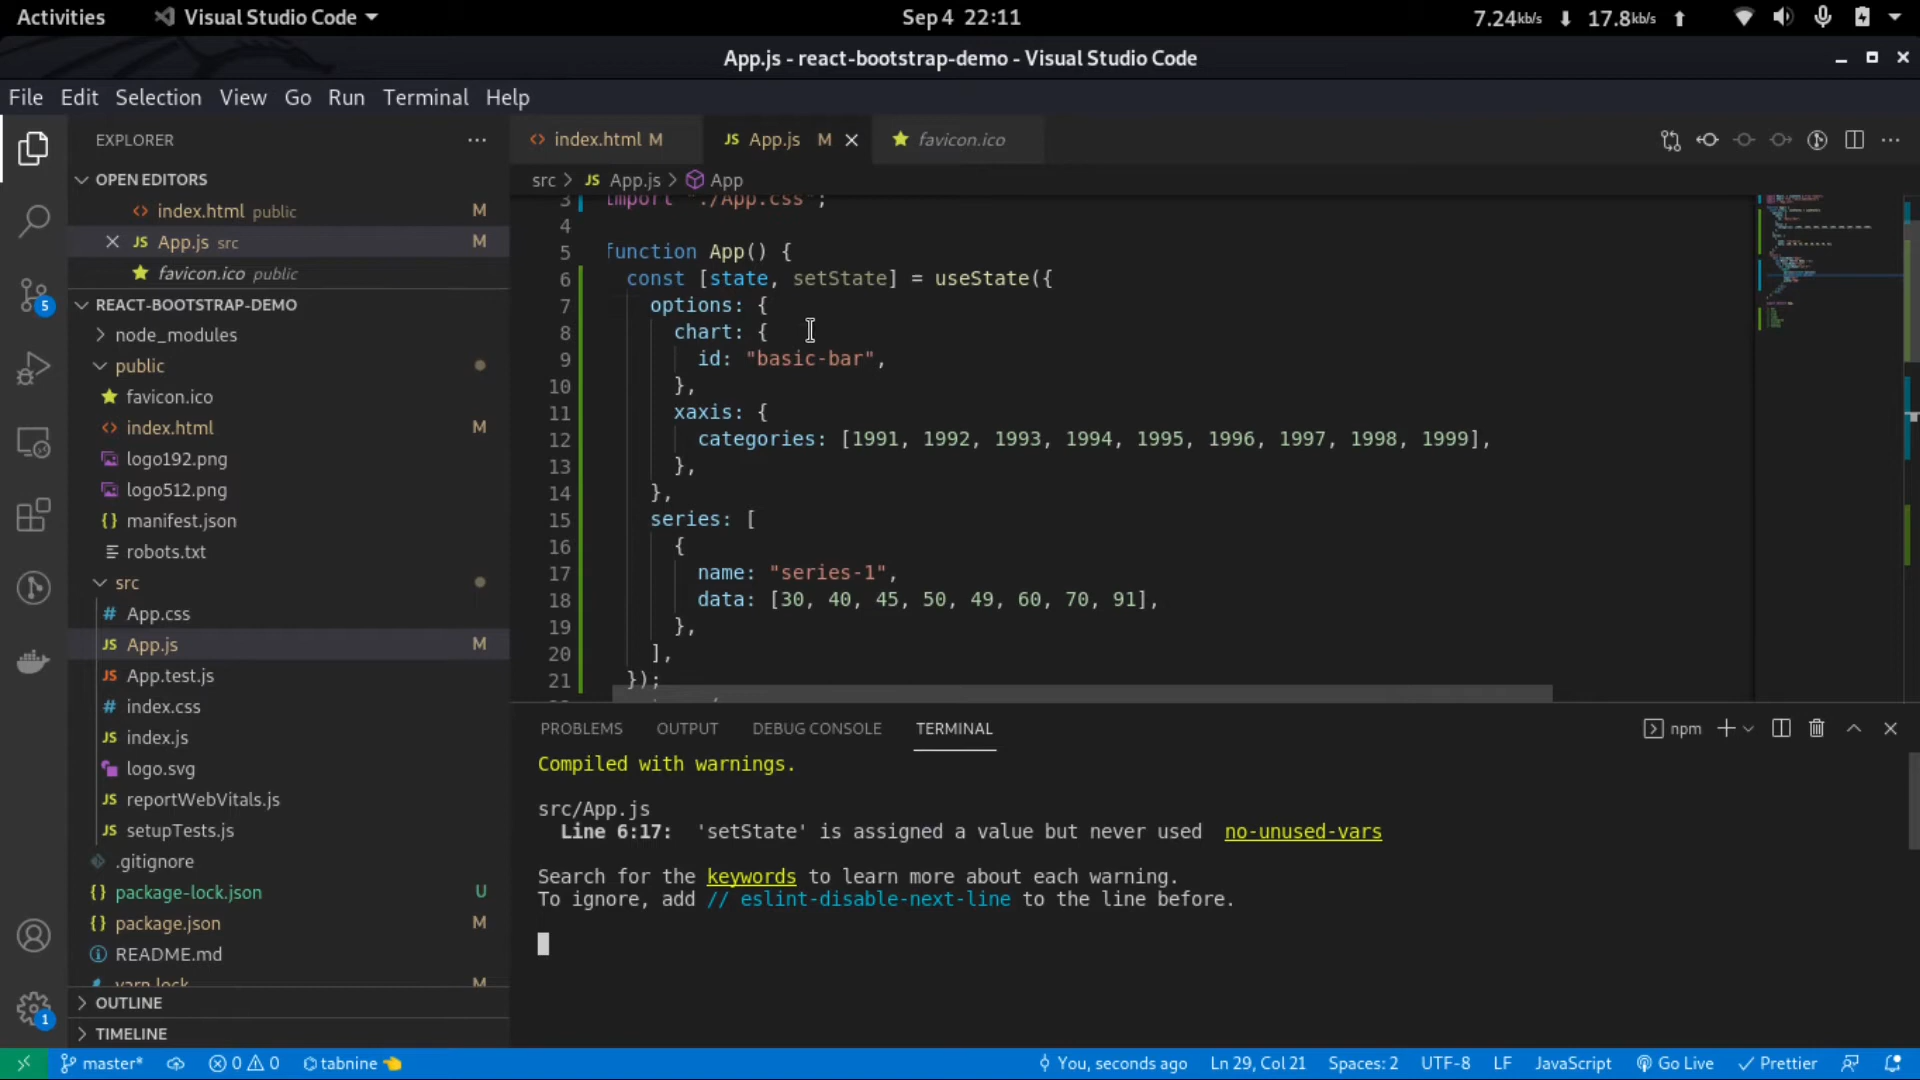 Activities Visual Studio Code Sep 4 22:11 7.24kb/s 17.8kb/s
App.js - react-bootstrap-demo - Visual Studio Code
File Edit Selection View Go Run Terminal Help
EXPLORER
OPEN EDITORS
index.html public M
App.js src M
favicon.ico public
REACT-BOOTSTRAP-DEMO
node_modules
public
favicon.ico
index.html M
logo192.png
logo512.png
manifest.json
robots.txt
src
App.css
App.js M
App.test.js
index.css
index.js
logo.svg
reportWebVitals.js
setupTests.js
.gitignore
package-lock.json U
package.json M
README.md
yarn.lock M
OUTLINE
TIMELINE
5
1
index.html M JS App.js M favicon.ico
src > JS App.js > App
3 import "./App.css";
4
5 function App() {
6 const [state, setState] = useState({
7 options: {
8 chart: {
9 id: "basic-bar",
10 },
11 xaxis: {
12 categories: [1991, 1992, 1993, 1994, 1995, 1996, 1997, 1998, 1999],
13 },
14 },
15 series: [
16 {
17 name: "series-1",
18 data: [30, 40, 45, 50, 49, 60, 70, 91],
19 },
20 ],
21 });
PROBLEMS OUTPUT DEBUG CONSOLE TERMINAL npm
Compiled with warnings.
src/App.js
Line 6:17: 'setState' is assigned a value but never used no-unused-vars
Search for the keywords to learn more about each warning.
To ignore, add // eslint-disable-next-line to the line before.
master* 0 0 tabnine You, seconds ago Ln 29, Col 21 Spaces: 2 UTF-8 LF JavaScript Go Live Prettier